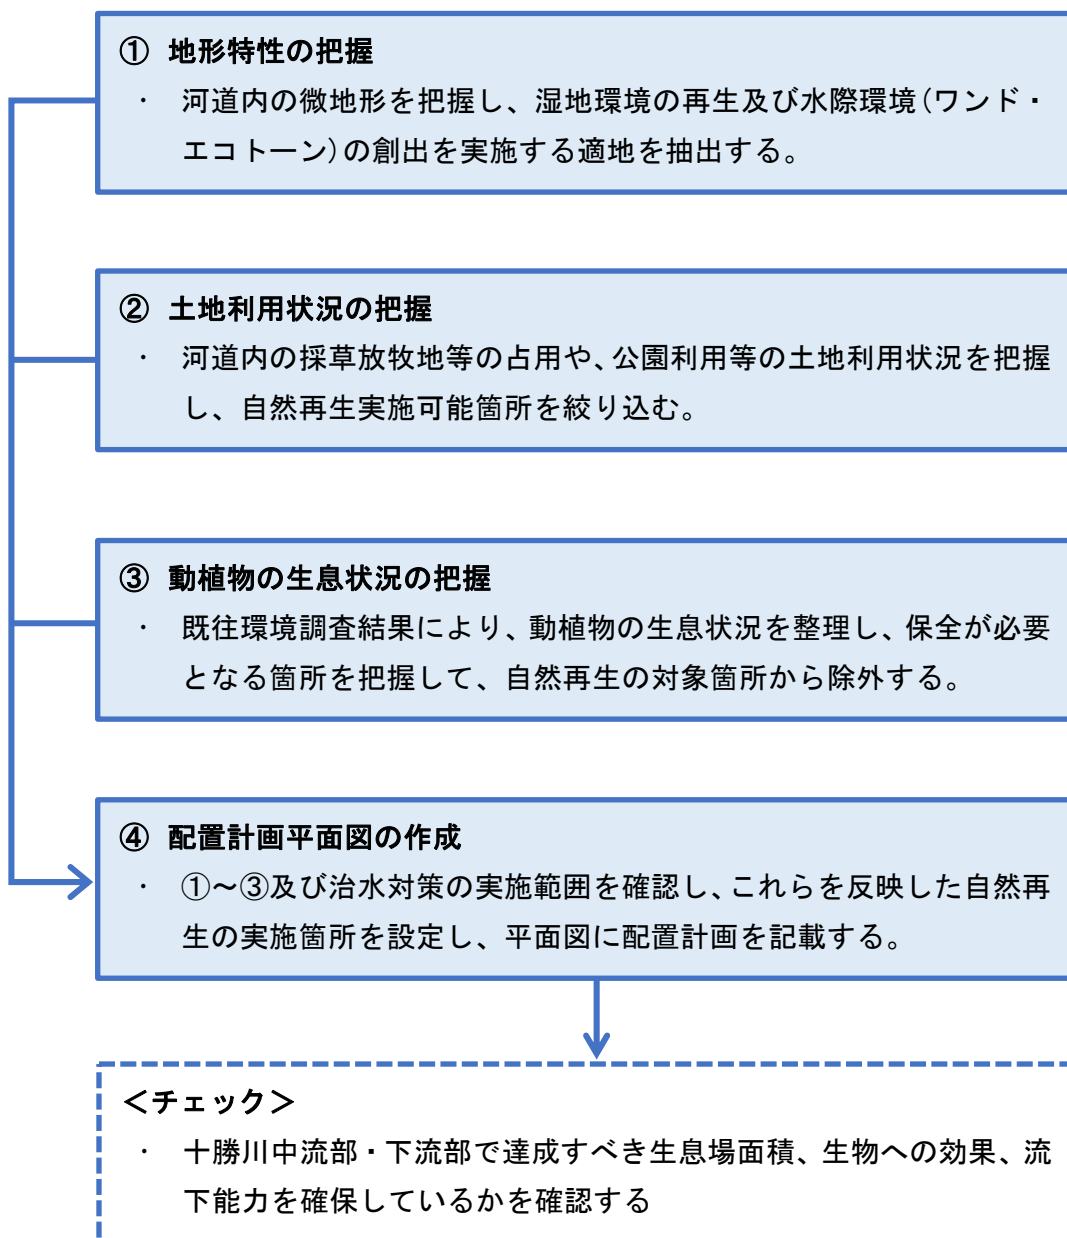 ① 地形特性の把握
・ 河道内の微地形を把握し、湿地環境の再生及び水際環境(ワンド・
エコトーン)の創出を実施する適地を抽出する。
② 土地利用状況の把握
・ 河道内の採草放牧地等の占用や、公園利用等の土地利用状況を把握
し、自然再生実施可能箇所を絞り込む。
③ 動植物の生息状況の把握
・ 既往環境調査結果により、動植物の生息状況を整理し、保全が必要
となる箇所を把握して、自然再生の対象箇所から除外する。
④ 配置計画平面図の作成
・ ①～③及び治水対策の実施範囲を確認し、これらを反映した自然再
生の実施箇所を設定し、平面図に配置計画を記載する。
＜チェック＞
・ 十勝川中流部・下流部で達成すべき生息場面積、生物への効果、流
下能力を確保しているかを確認する